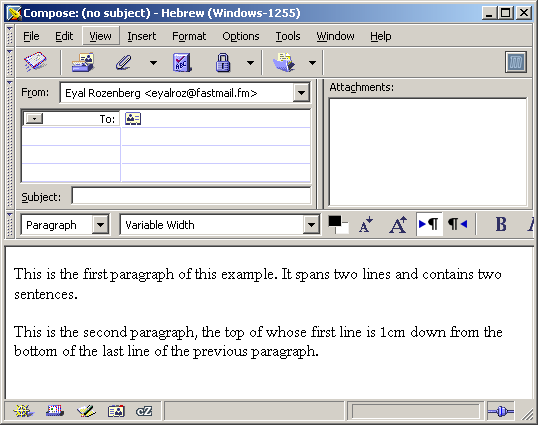 Compose: (no subject) - Hebrew (Windows-1255)
File Edit View Insert Format Options Tools Window Help
From: Eyal Rozenberg <eyalroz@fastmail.fm>
Attachments:
To:
Subject:
Paragraph Variable Width A A ¶ ¶ B
This is the first paragraph of this example. It spans two lines and contains two
sentences.
This is the second paragraph, the top of whose first line is 1cm down from the
bottom of the last line of the previous paragraph.
cZ